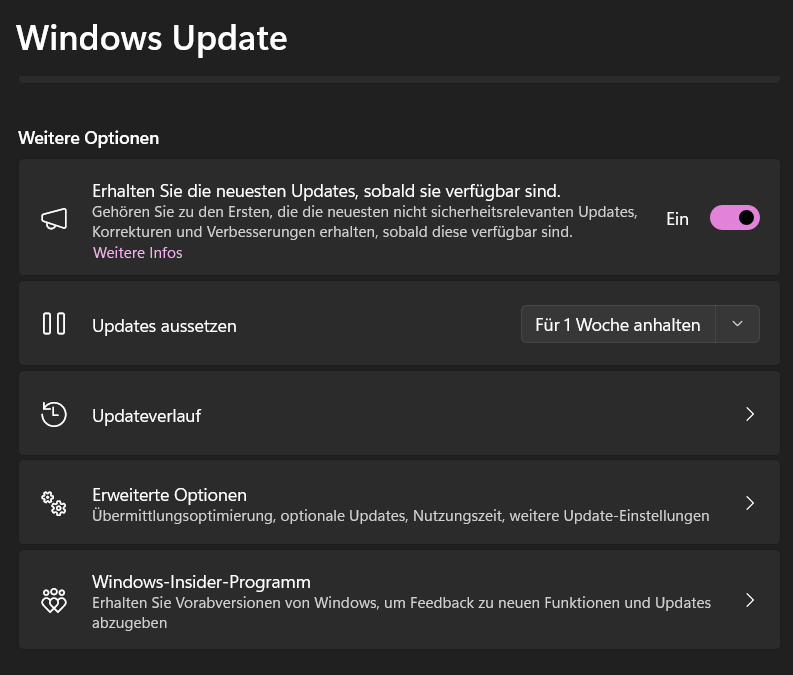 Windows Update
Weitere Optionen
Erhalten Sie die neuesten Updates, sobald sie verfügbar sind.
Gehören Sie zu den Ersten, die die neuesten nicht sicherheitsrelevanten Updates,
Korrekturen und Verbesserungen erhalten, sobald diese verfügbar sind.
Weitere Infos
Ein
Updates aussetzen
Für 1 Woche anhalten
Updateverlauf
Erweiterte Optionen
Übermittlungsoptimierung, optionale Updates, Nutzungszeit, weitere Update-Einstellungen
Windows-Insider-Programm
Erhalten Sie Vorabversionen von Windows, um Feedback zu neuen Funktionen und Updates
abzugeben